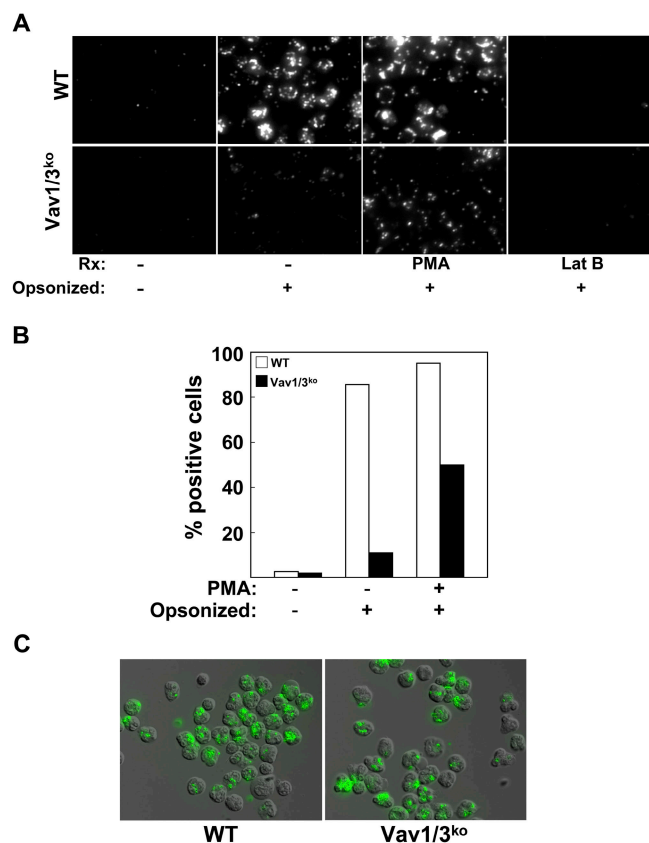 A
WT
Vav1/3ko
Rx: - - PMA Lat B
Opsonized: - + + +
B
100
80
60
40
20
% positive cells
WT
Vav1/3ko
PMA: - - +
Opsonized: - + +
C
WT Vav1/3ko